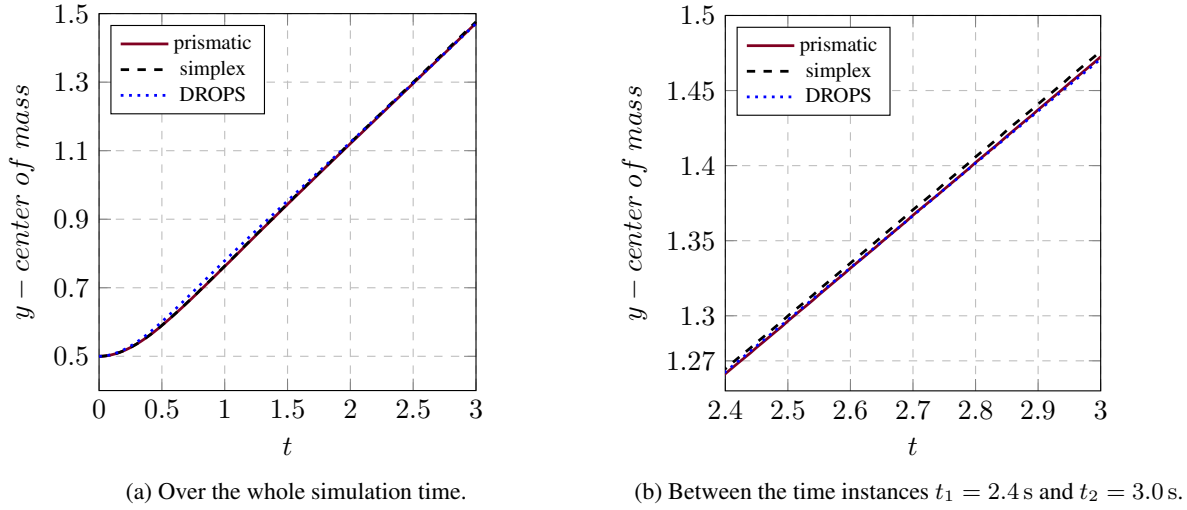 1.5
1.3
1.1
0.9
0.7
0.5
y − center of mass
prismatic
simplex
DROPS
0 0.5 1 1.5 2 2.5 3
t
(a) Over the whole simulation time.
1.5
1.45
1.4
1.35
1.3
1.27
y − center of mass
prismatic
simplex
DROPS
2.4 2.5 2.6 2.7 2.8 2.9 3
t
(b) Between the time instances t₁ = 2.4 s and t₂ = 3.0 s.